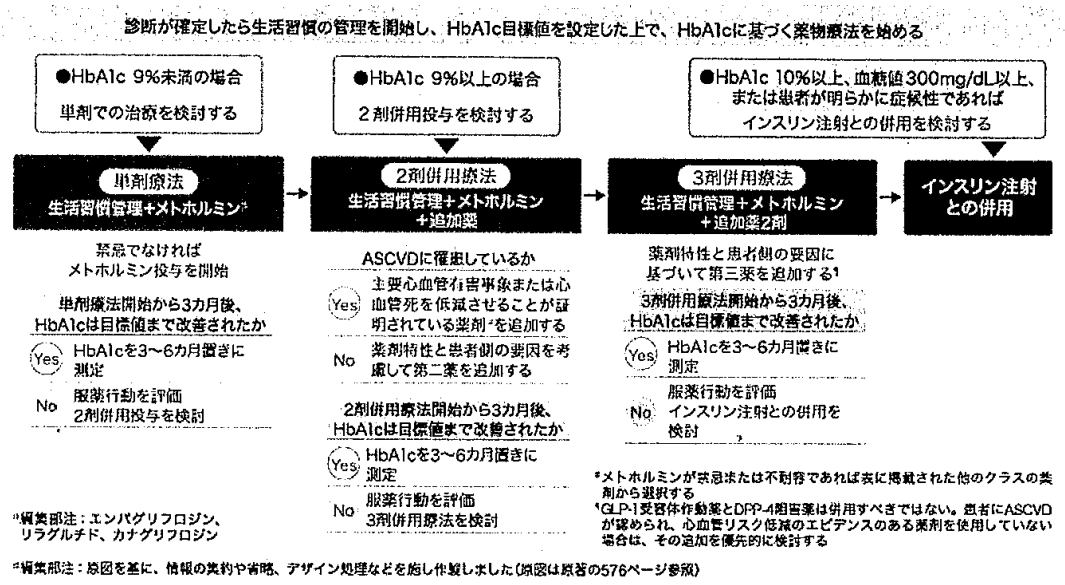 診断が確定したら生活習慣の管理を開始し、HbA1c目標値を設定した上で、HbA1cに基づく薬物療法を始める
●HbA1c 9%未満の場合
単剤での治療を検討する
●HbA1c 9%以上の場合
2剤併用投与を検討する
●HbA1c 10%以上、血糖値300mg/dL以上、
または患者が明らかに症候性であれば
インスリン注射との併用を検討する
単剤療法
生活習慣管理+メトホルミン
2剤併用療法
生活習慣管理+メトホルミン
+追加薬
3剤併用療法
生活習慣管理+メトホルミン
+追加薬2剤
インスリン注射
との併用
禁忌でなければ
メトホルミン投与を開始
単剤療法開始から3カ月後、
HbA1cは目標値まで改善されたか
Yes HbA1cを3〜6カ月置きに
測定
No 服薬行動を評価
2剤併用投与を検討
ASCVDに罹患しているか
Yes 主要心血管有害事象または心
血管死を低減させることが証
明されている薬剤を追加する
No 薬剤特性と患者側の要因を考
慮して第二薬を追加する
2剤併用療法開始から3カ月後、
HbA1cは目標値まで改善されたか
Yes HbA1cを3〜6カ月置きに
測定
No 服薬行動を評価
3剤併用療法を検討
薬剤特性と患者側の要因に
基づいて第三薬を追加する¶
3剤併用療法開始から3カ月後、
HbA1cは目標値まで改善されたか
Yes HbA1cを3〜6カ月置きに
測定
No 服薬行動を評価
インスリン注射との併用を
検討
メトホルミンが禁忌または不耐容であれば表に掲載された他のクラスの薬
剤から選択する
¶GLP-1受容体作動薬とDPP-4阻害薬は併用すべきではない。患者にASCVD
が認められ、心血管リスク低減のエビデンスのある薬剤を使用していない
場合は、その追加を優先的に検討する
編集部注:エンパグリフロジン、
リラグルチド、カナグリフロジン
編集部注:原図を基に、情報の集約や省略、デザイン処理などを施し作製しました(原図は原著の576ページ参照)